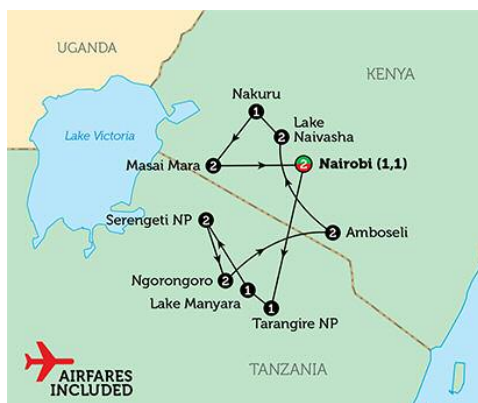 UGANDA
KENYA
Nakuru
1
Lake
Naivasha
2
Lake Victoria
Masai Mara
2
2
Nairobi (1,1)
Serengeti NP
2
2
Amboseli
Ngorongoro
2
Lake Manyara
1
1
Tarangire NP
TANZANIA
AIRFARES
INCLUDED